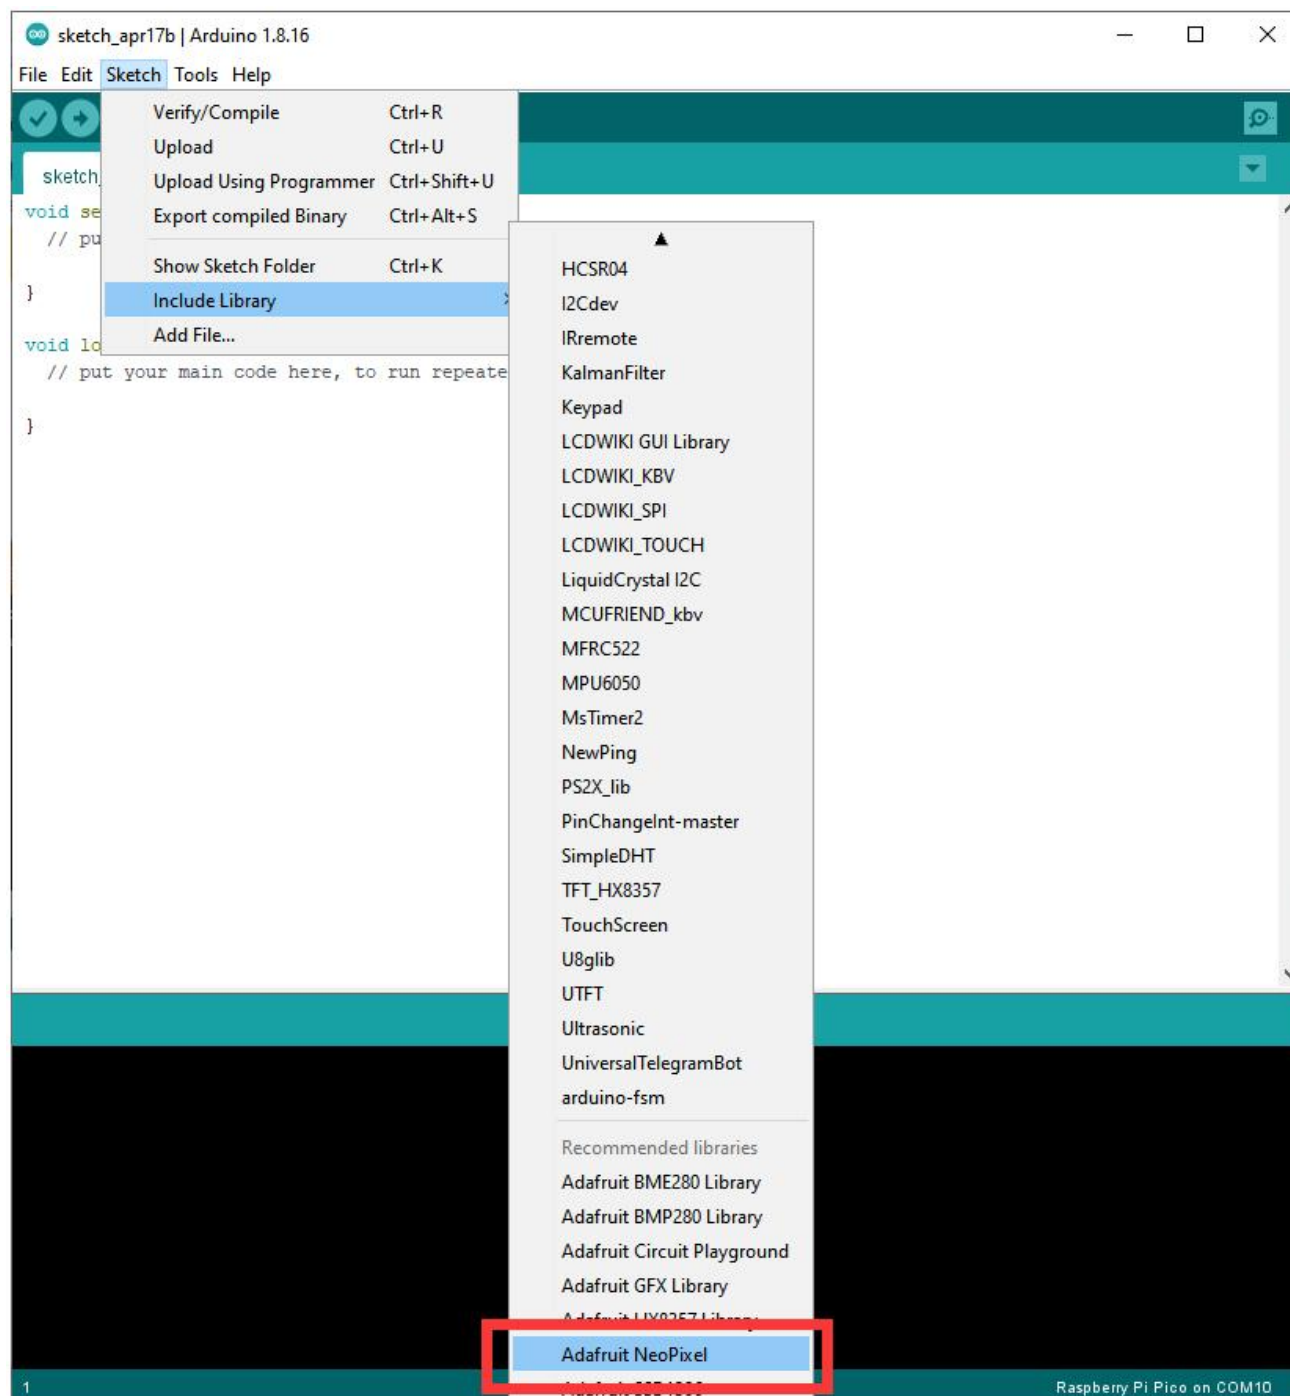 sketch_apr17b | Arduino 1.8.16
File Edit Sketch Tools Help
Verify/Compile Ctrl+R
Upload Ctrl+U
Upload Using Programmer Ctrl+Shift+U
Export compiled Binary Ctrl+Alt+S
Show Sketch Folder Ctrl+K
Include Library
Add File...
sketch_
void se
// pu
}
void lo
// put your main code here, to run repeate
}
HCSR04
I2Cdev
IRremote
KalmanFilter
Keypad
LCDWIKI GUI Library
LCDWIKI_KBV
LCDWIKI_SPI
LCDWIKI_TOUCH
LiquidCrystal I2C
MCUFRIEND_kbv
MFRC522
MPU6050
MsTimer2
NewPing
PS2X_lib
PinChangeInt-master
SimpleDHT
TFT_HX8357
TouchScreen
U8glib
UTFT
Ultrasonic
UniversalTelegramBot
arduino-fsm
Recommended libraries
Adafruit BME280 Library
Adafruit BMP280 Library
Adafruit Circuit Playground
Adafruit GFX Library
Adafruit HX8357 Library
Adafruit NeoPixel
1
Raspberry Pi Pico on COM10